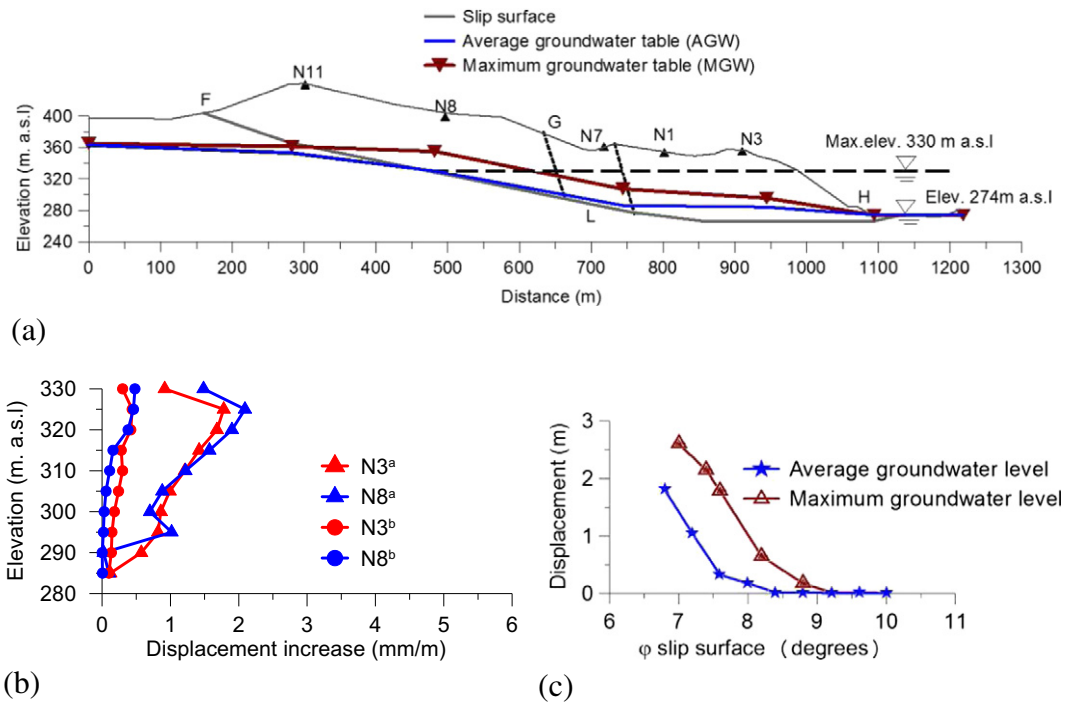 Slip surface
Average groundwater table (AGW)
Maximum groundwater table (MGW)
Elevation (m. a.s.l)
400
360
320
280
240
F
N11
N8
G
N7
N1
N3
L
H
Max.elev. 330 m a.s.l
Elev. 274m a.s.l
0 100 200 300 400 500 600 700 800 900 1000 1100 1200 1300
Distance (m)
(a)
Elevation (m. a.s.l)
330
320
310
300
290
280
0 1 2 3 4 5 6
Displacement increase (mm/m)
N3ᵃ
N8ᵃ
N3ᵇ
N8ᵇ
(b)
Displacement (m)
3
2
1
0
6 7 8 9 10 11
φ slip surface (degrees)
Average groundwater level
Maximum groundwater level
(c)